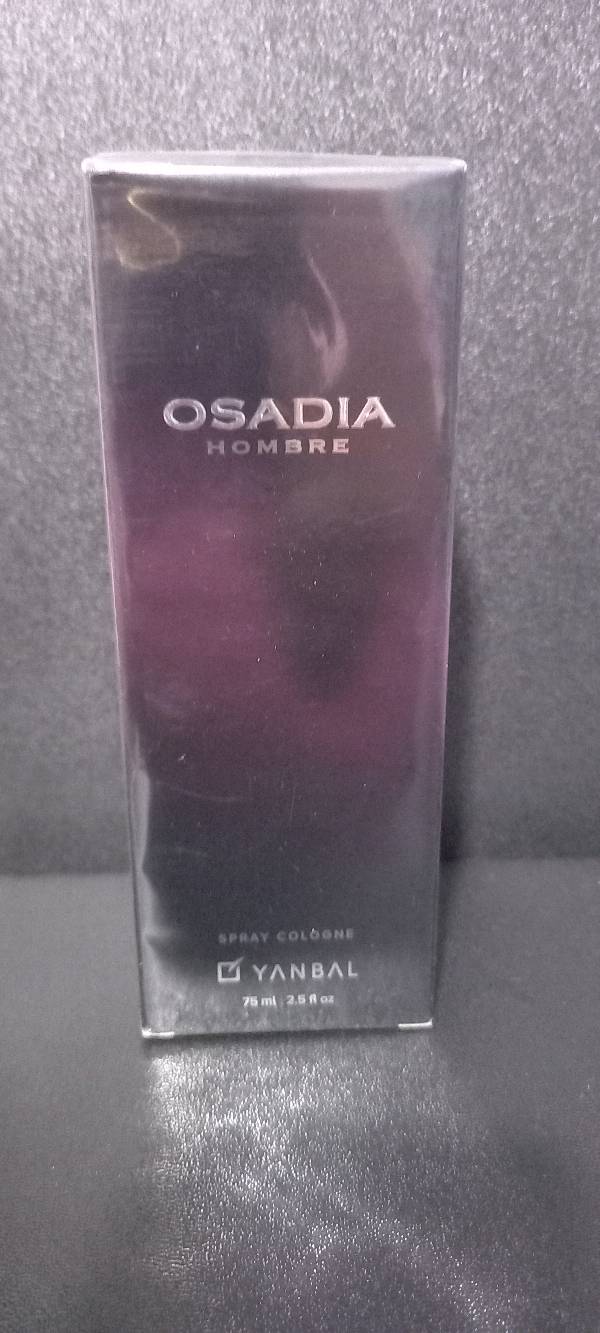 OSADIA
HOMBRE
SPRAY COLOGNE
YANBAL
75 ml . 2.5 fl oz